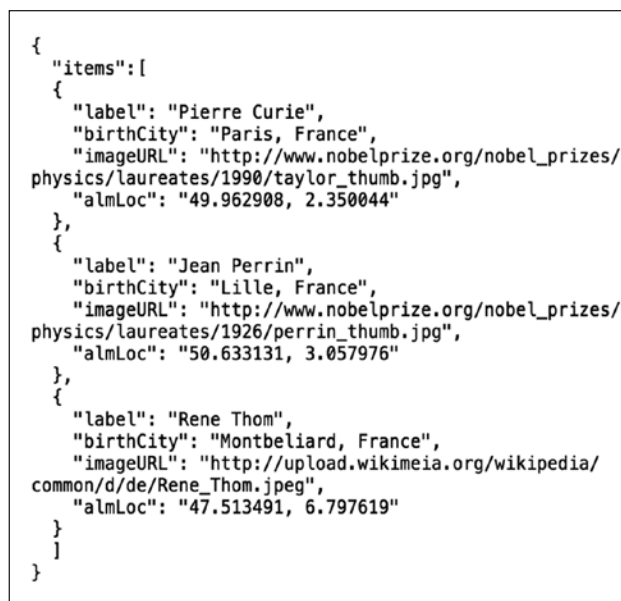 {
"items":[
{
"label": "Pierre Curie",
"birthCity": "Paris, France",
"imageURL": "http://www.nobelprize.org/nobel_prizes/
physics/laureates/1990/taylor_thumb.jpg",
"almLoc": "49.962908, 2.350044"
},
{
"label": "Jean Perrin",
"birthCity": "Lille, France",
"imageURL": "http://www.nobelprize.org/nobel_prizes/
physics/laureates/1926/perrin_thumb.jpg",
"almLoc": "50.633131, 3.057976"
},
{
"label": "Rene Thom",
"birthCity": "Montbeliard, France",
"imageURL": "http://upload.wikimeia.org/wikipedia/
common/d/de/Rene_Thom.jpeg",
"almLoc": "47.513491, 6.797619"
}
]
}